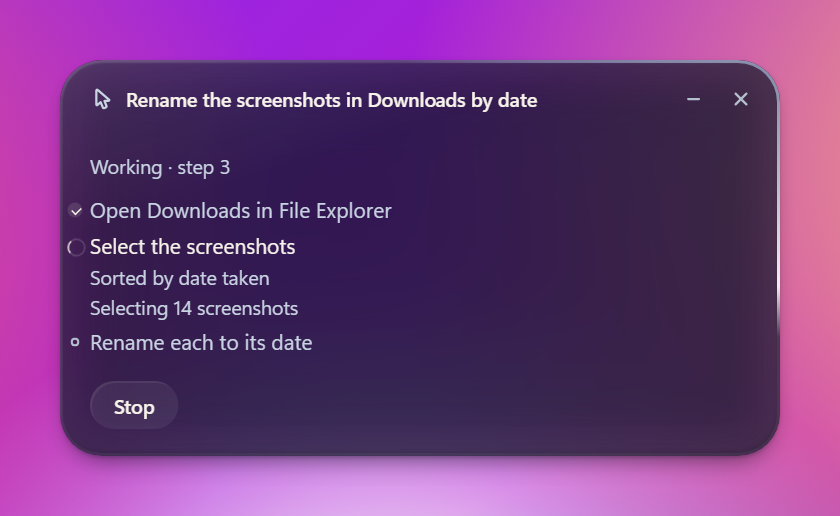 Rename the screenshots in Downloads by date
Working · step 3
Open Downloads in File Explorer
Select the screenshots
Sorted by date taken
Selecting 14 screenshots
Rename each to its date
Stop